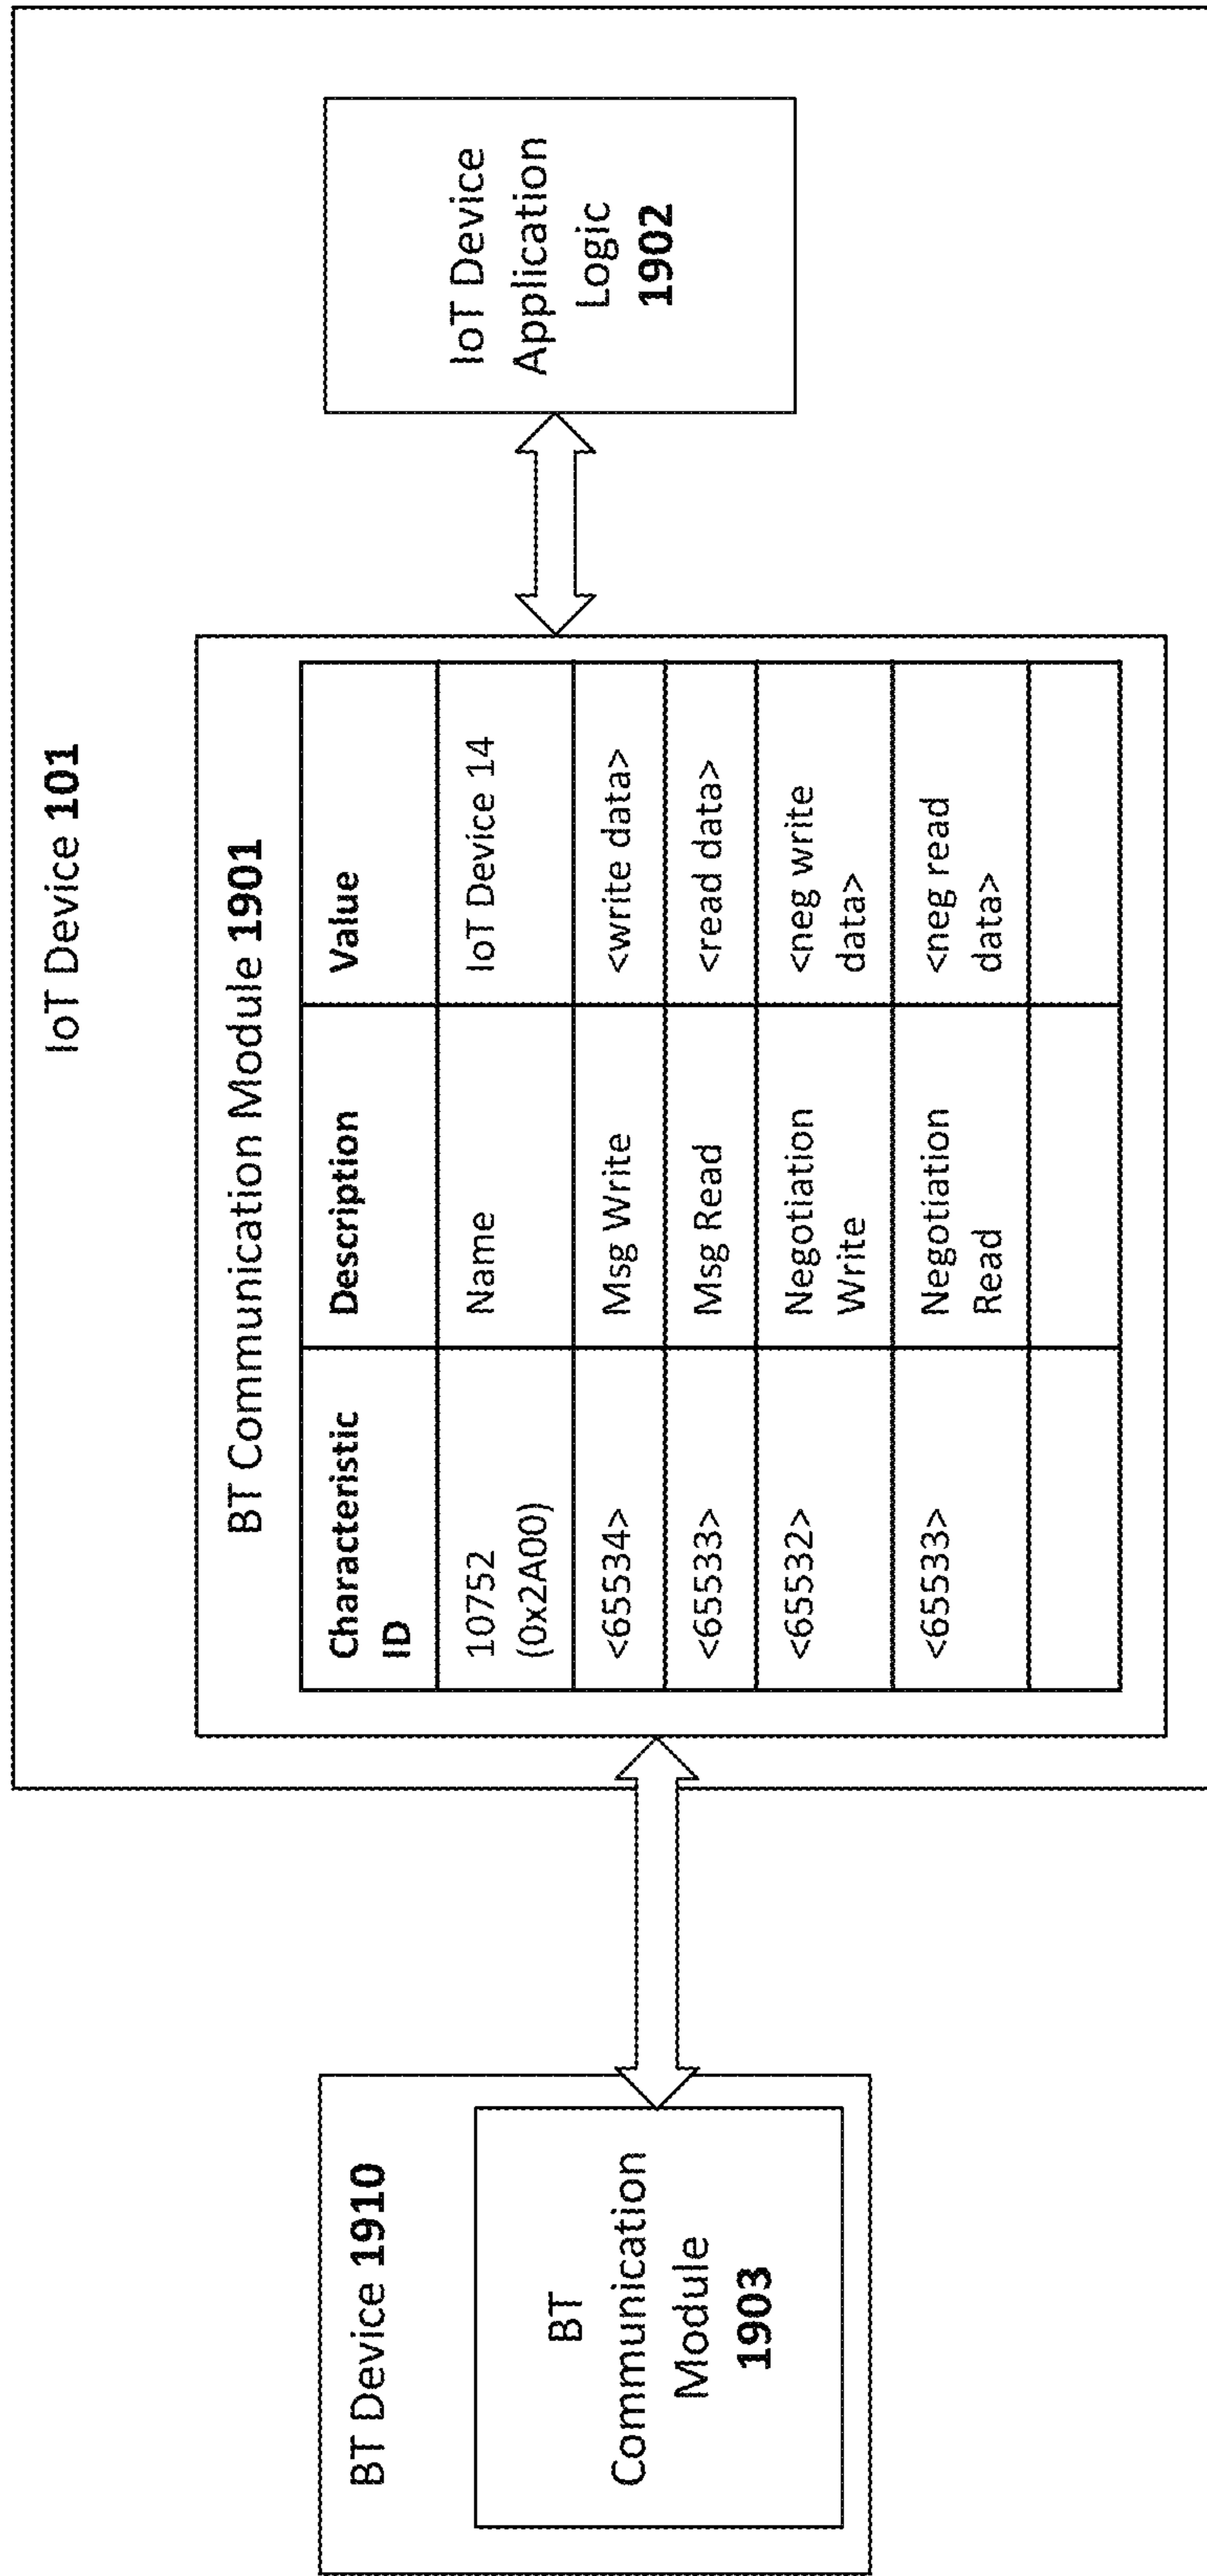 IoT Device 101
BT Communication Module 1901
Characteristic
ID
Description
Value
10752
(0x2A00)
Name
IoT Device 14
<65534>
Msg Write
<write data>
<65533>
Msg Read
<read data>
<65532>
Negotiation
Write
<neg write
data>
<65533>
Negotiation
Read
<neg read
data>
IoT Device
Application
Logic
1902
BT Device 1910
BT
Communication
Module
1903